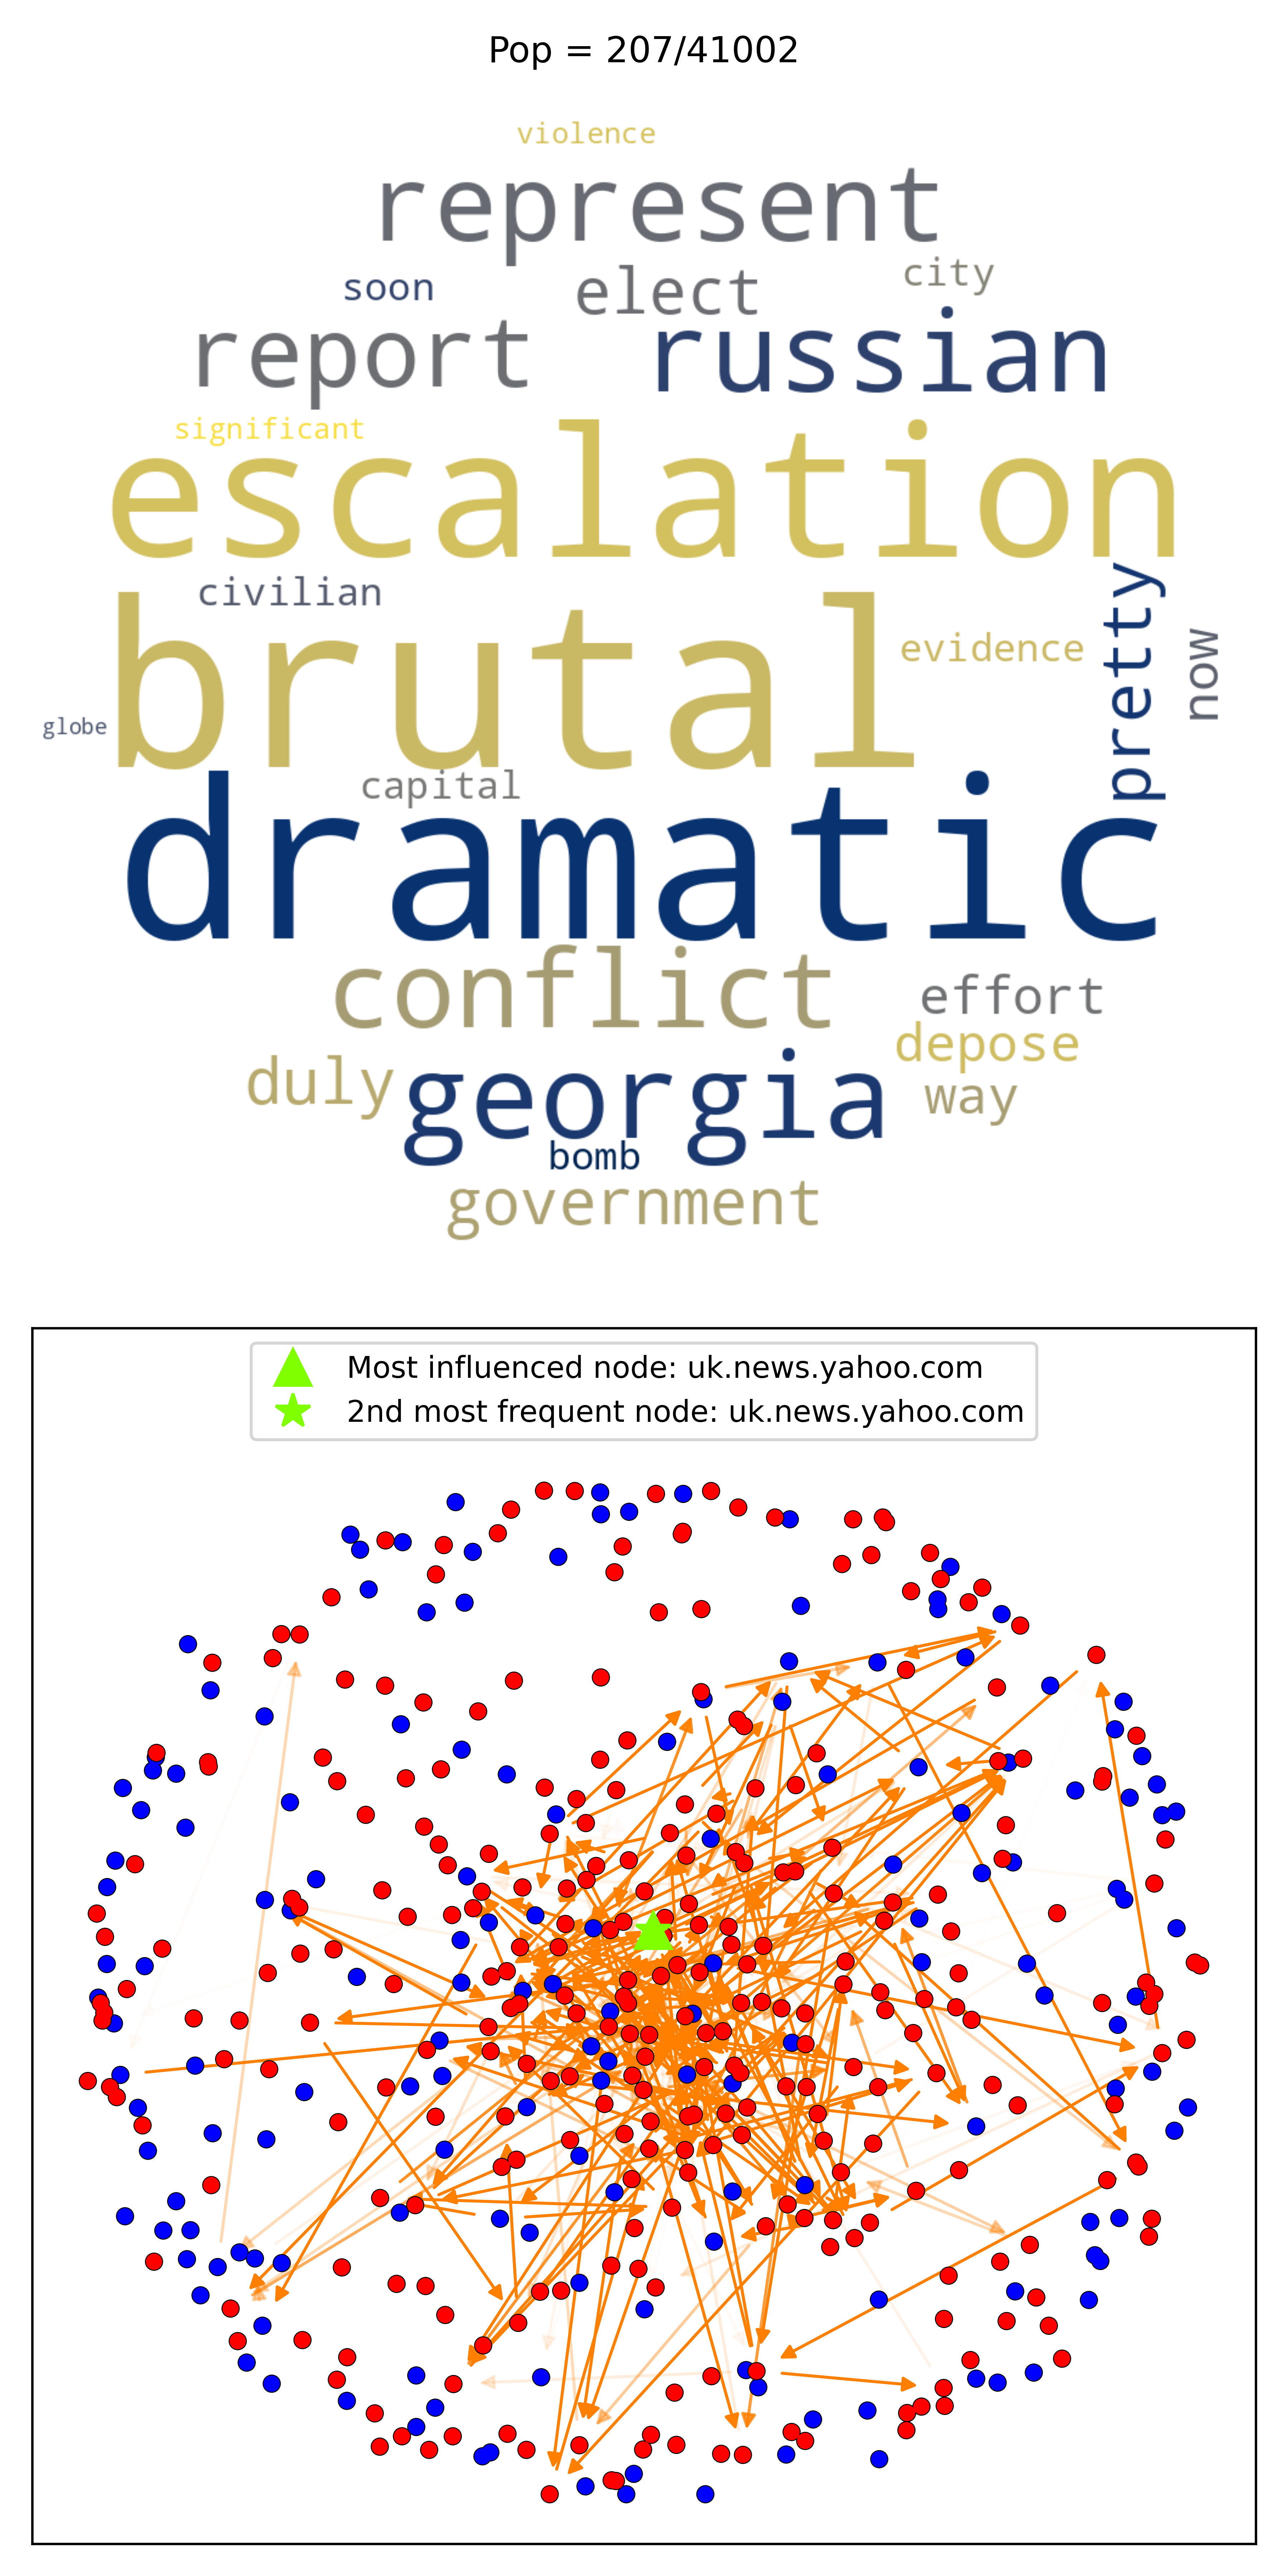 Pop = 207/41002
violence
represent
soon elect city
report russian
significant
escalation
civilian
brutal evidence pretty now
globe
capital
dramatic
conflict effort
depose
duly georgia way
bomb
government
Most influenced node: uk.news.yahoo.com
2nd most frequent node: uk.news.yahoo.com